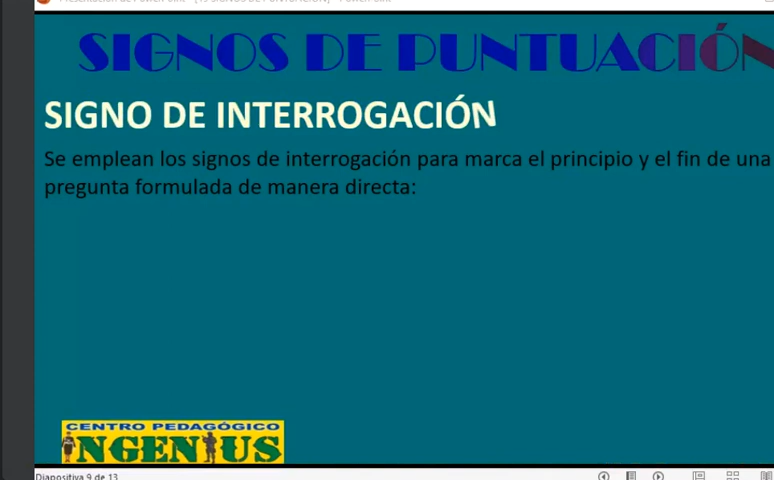 SIGNOS DE PUNTUACIÓN
SIGNO DE INTERROGACIÓN
Se emplean los signos de interrogación para marca el principio y el fin de una
pregunta formulada de manera directa:
CENTRO PEDAGÓGICO
INGENIUS
Diapositiva 9 de 13